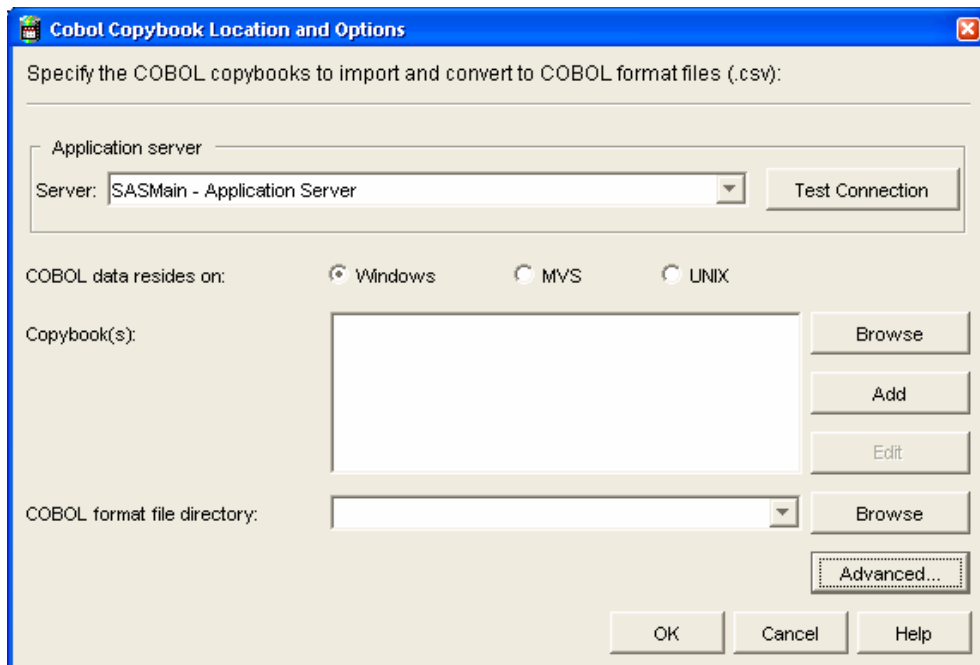 Cobol Copybook Location and Options
Specify the COBOL copybooks to import and convert to COBOL format files (.csv):
Application server
Server: SASMain - Application Server Test Connection
COBOL data resides on: Windows MVS UNIX
Copybook(s): Browse
Add
Edit
COBOL format file directory: Browse
Advanced...
OK Cancel Help